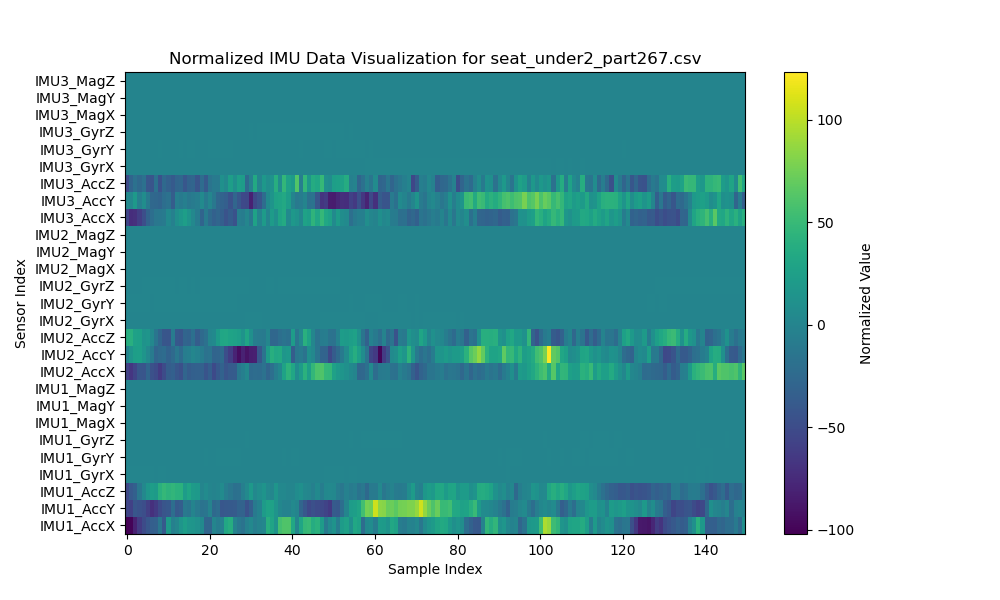 Normalized IMU Data Visualization for seat_under2_part267.csv
IMU3_MagZ
IMU3_MagY
IMU3_MagX
IMU3_GyrZ
IMU3_GyrY
IMU3_GyrX
IMU3_AccZ
IMU3_AccY
IMU3_AccX
IMU2_MagZ
IMU2_MagY
IMU2_MagX
IMU2_GyrZ
IMU2_GyrY
IMU2_GyrX
IMU2_AccZ
IMU2_AccY
IMU2_AccX
IMU1_MagZ
IMU1_MagY
IMU1_MagX
IMU1_GyrZ
IMU1_GyrY
IMU1_GyrX
IMU1_AccZ
IMU1_AccY
IMU1_AccX
Sensor Index
0 20 40 60 80 100 120 140
Sample Index
100
50
0
−50
−100
Normalized Value